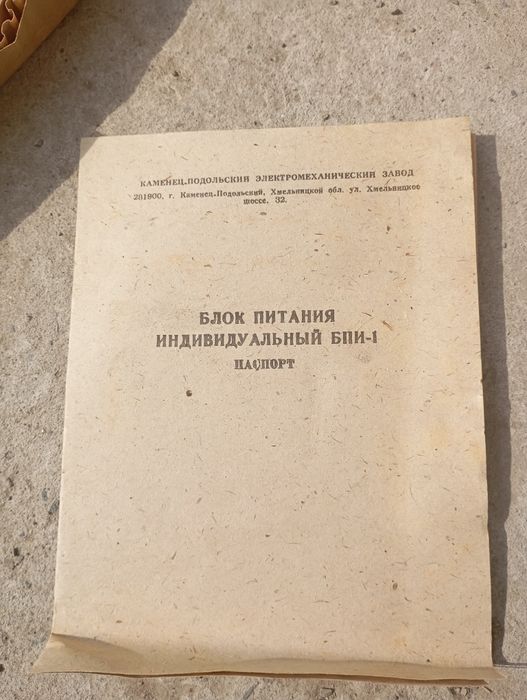 КАМЕНЕЦ-ПОДОЛЬСКИЙ ЭЛЕКТРОМЕХАНИЧЕСКИЙ ЗАВОД
281900, г. Каменец-Подольский, Хмельницкой обл. ул. Хмельницкое
шоссе, 32.
БЛОК ПИТАНИЯ
ИНДИВИДУАЛЬНЫЙ БПИ-1
ПАСПОРТ